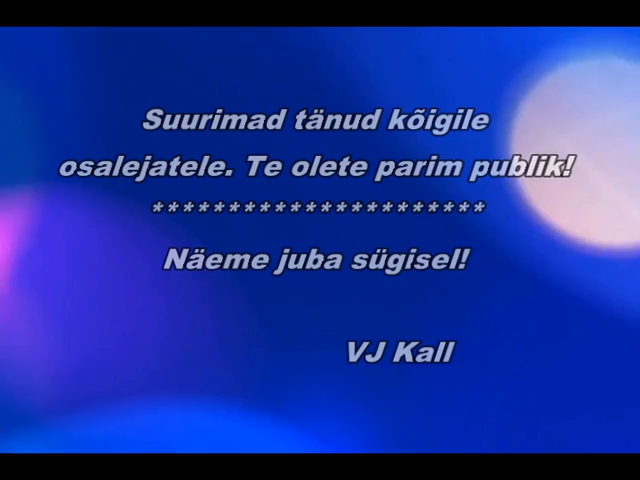 Suurimad tänud kõigile
osalejatele. Te olete parim publik!
**********************
Näeme juba sügisel!
VJ Kall